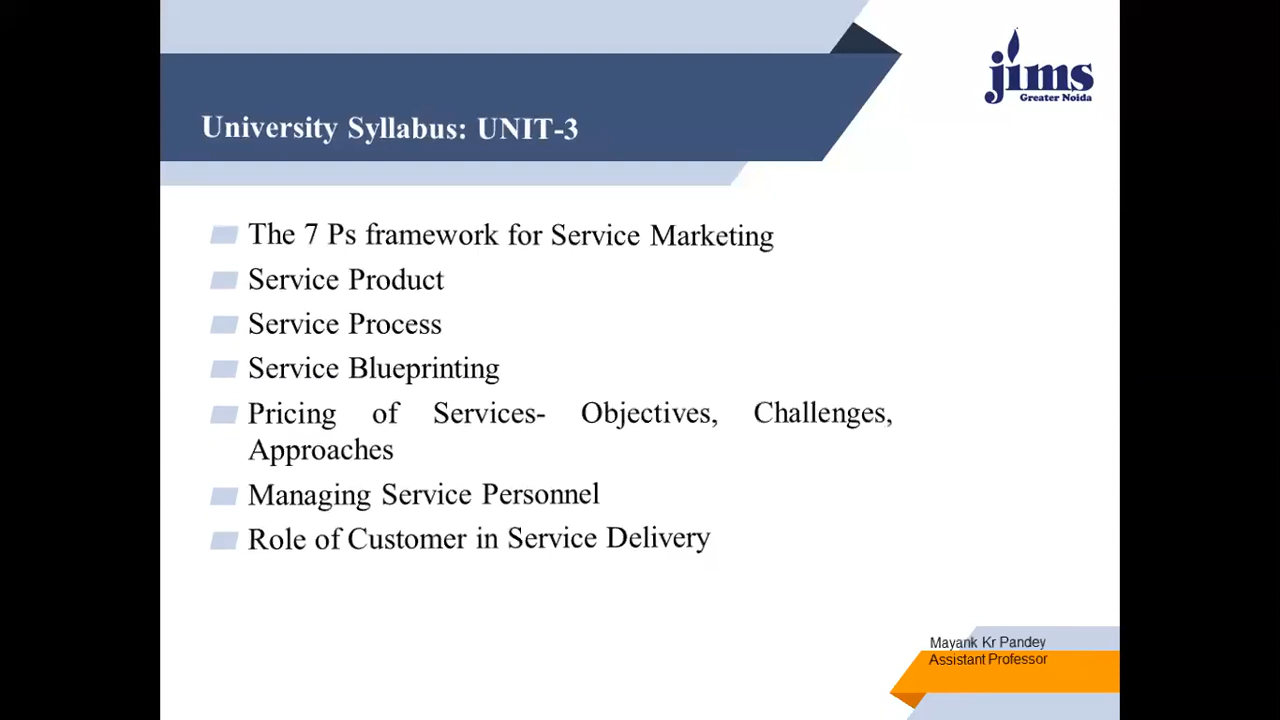 jims
Greater Noida
University Syllabus: UNIT-3
The 7 Ps framework for Service Marketing
Service Product
Service Process
Service Blueprinting
Pricing of Services- Objectives, Challenges,
Approaches
Managing Service Personnel
Role of Customer in Service Delivery
Mayank Kr Pandey
Assistant Professor